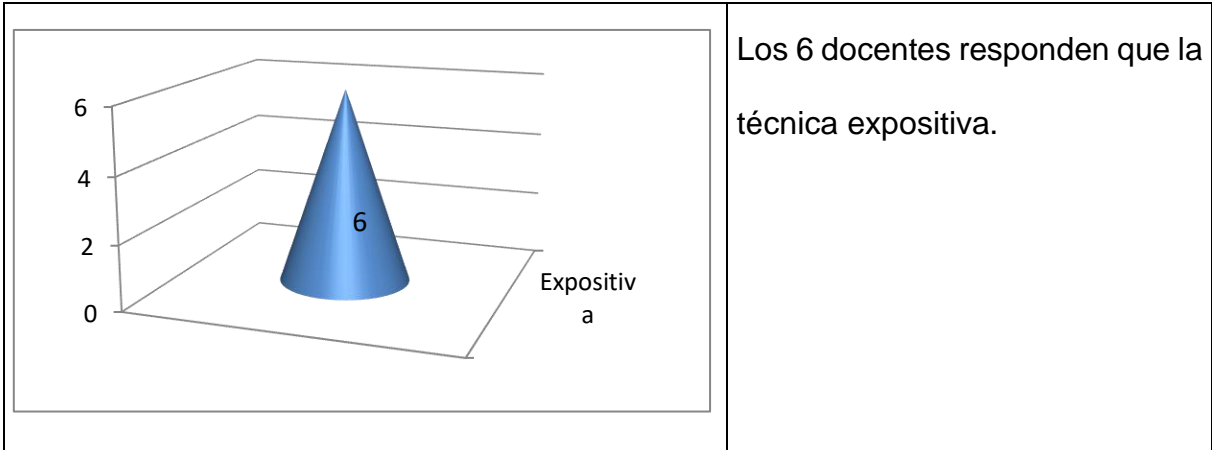 6
4
2
0
6
Expositiv
a
Los 6 docentes responden que la
técnica expositiva.